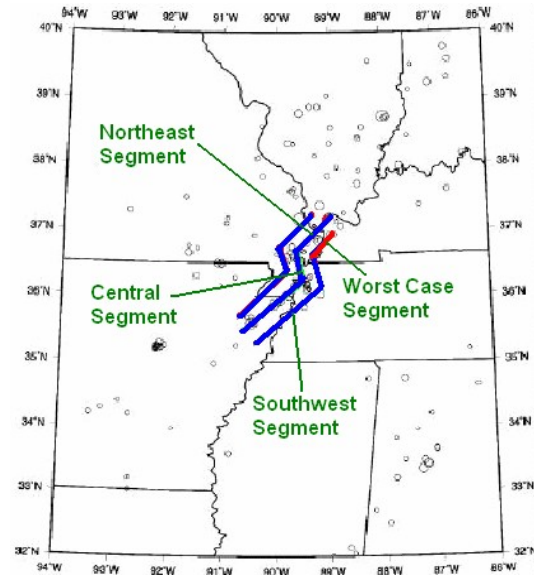 94°W 93°W 92°W 91°W 90°W 89°W 88°W 87°W 86°W
40°N 40°N
39°N 39°N
Northeast
Segment
38°N 38°N
37°N 37°N
Central
Segment
Worst Case
Segment
36°N 36°N
35°N 35°N
Southwest
Segment
34°N 34°N
33°N 33°N
32°N 32°N
93°W 92°W 91°W 90°W 89°W 88°W 87°W